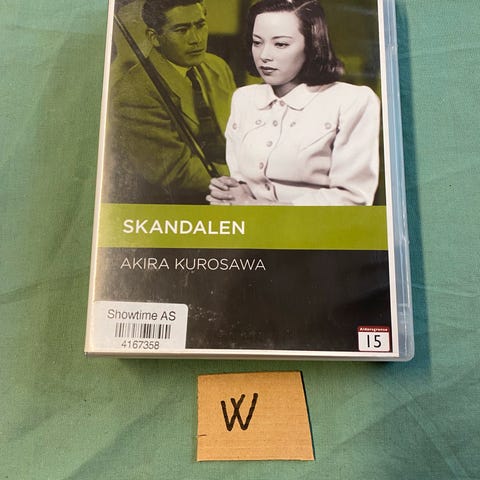 SKANDALEN
AKIRA KUROSAWA
Showtime AS
4167358
Aldersgrense
15
W